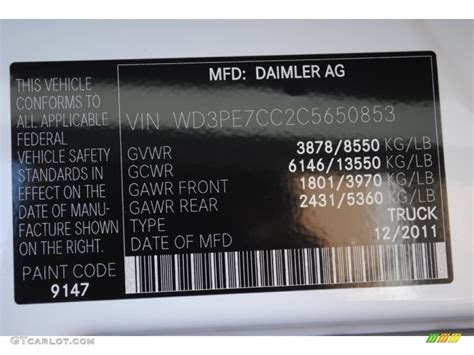 MFD: DAIMLER AG
THIS VEHICLE
CONFORMS TO
ALL APPLICABLE
FEDERAL
VEHICLE SAFETY
STANDARDS IN
EFFECT ON THE
DATE OF MANU-
FACTURE SHOWN
ON THE RIGHT.
PAINT CODE
9147
VIN WD3PE7CC2C5650853
GVWR 3878/8550 KG/LB
GCWR 6146/13550 KG/LB
GAWR FRONT 1801/3970 KG/LB
GAWR REAR 2431/5360 KG/LB
TYPE TRUCK
DATE OF MFD 12/2011
GTCARLOT.COM